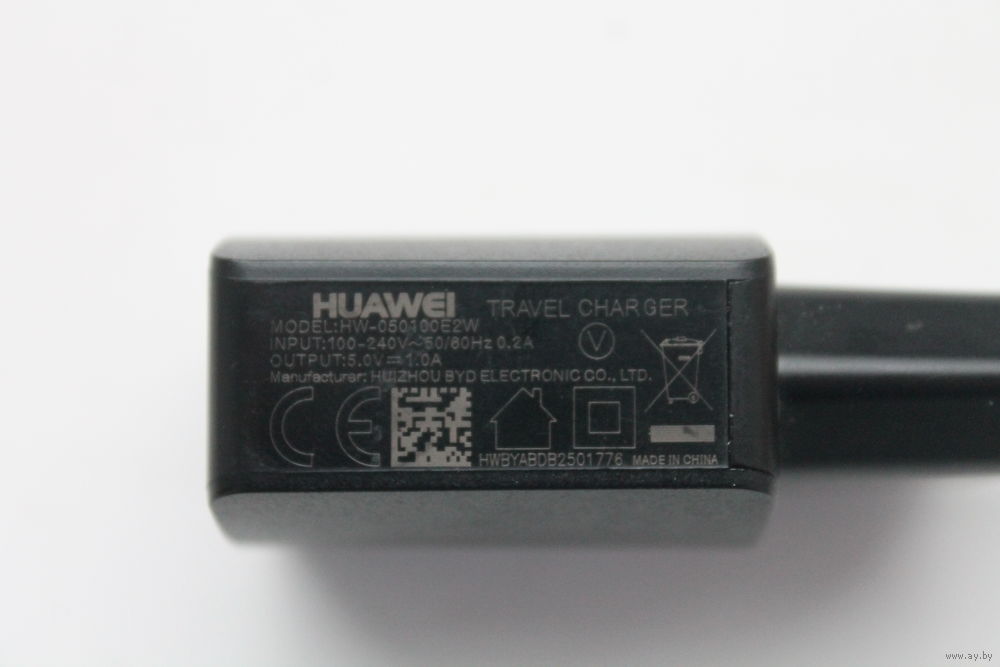 HUAWEI TRAVEL CHARGER
MODEL:HW-050100E2W
INPUT:100-240V~50/60Hz 0.2A
OUTPUT:5.0V⎓1.0A
Manufacturer: HUIZHOU BYD ELECTRONIC CO., LTD.
V
CE
HWBYABDB2501776 MADE IN CHINA
www.ay.by